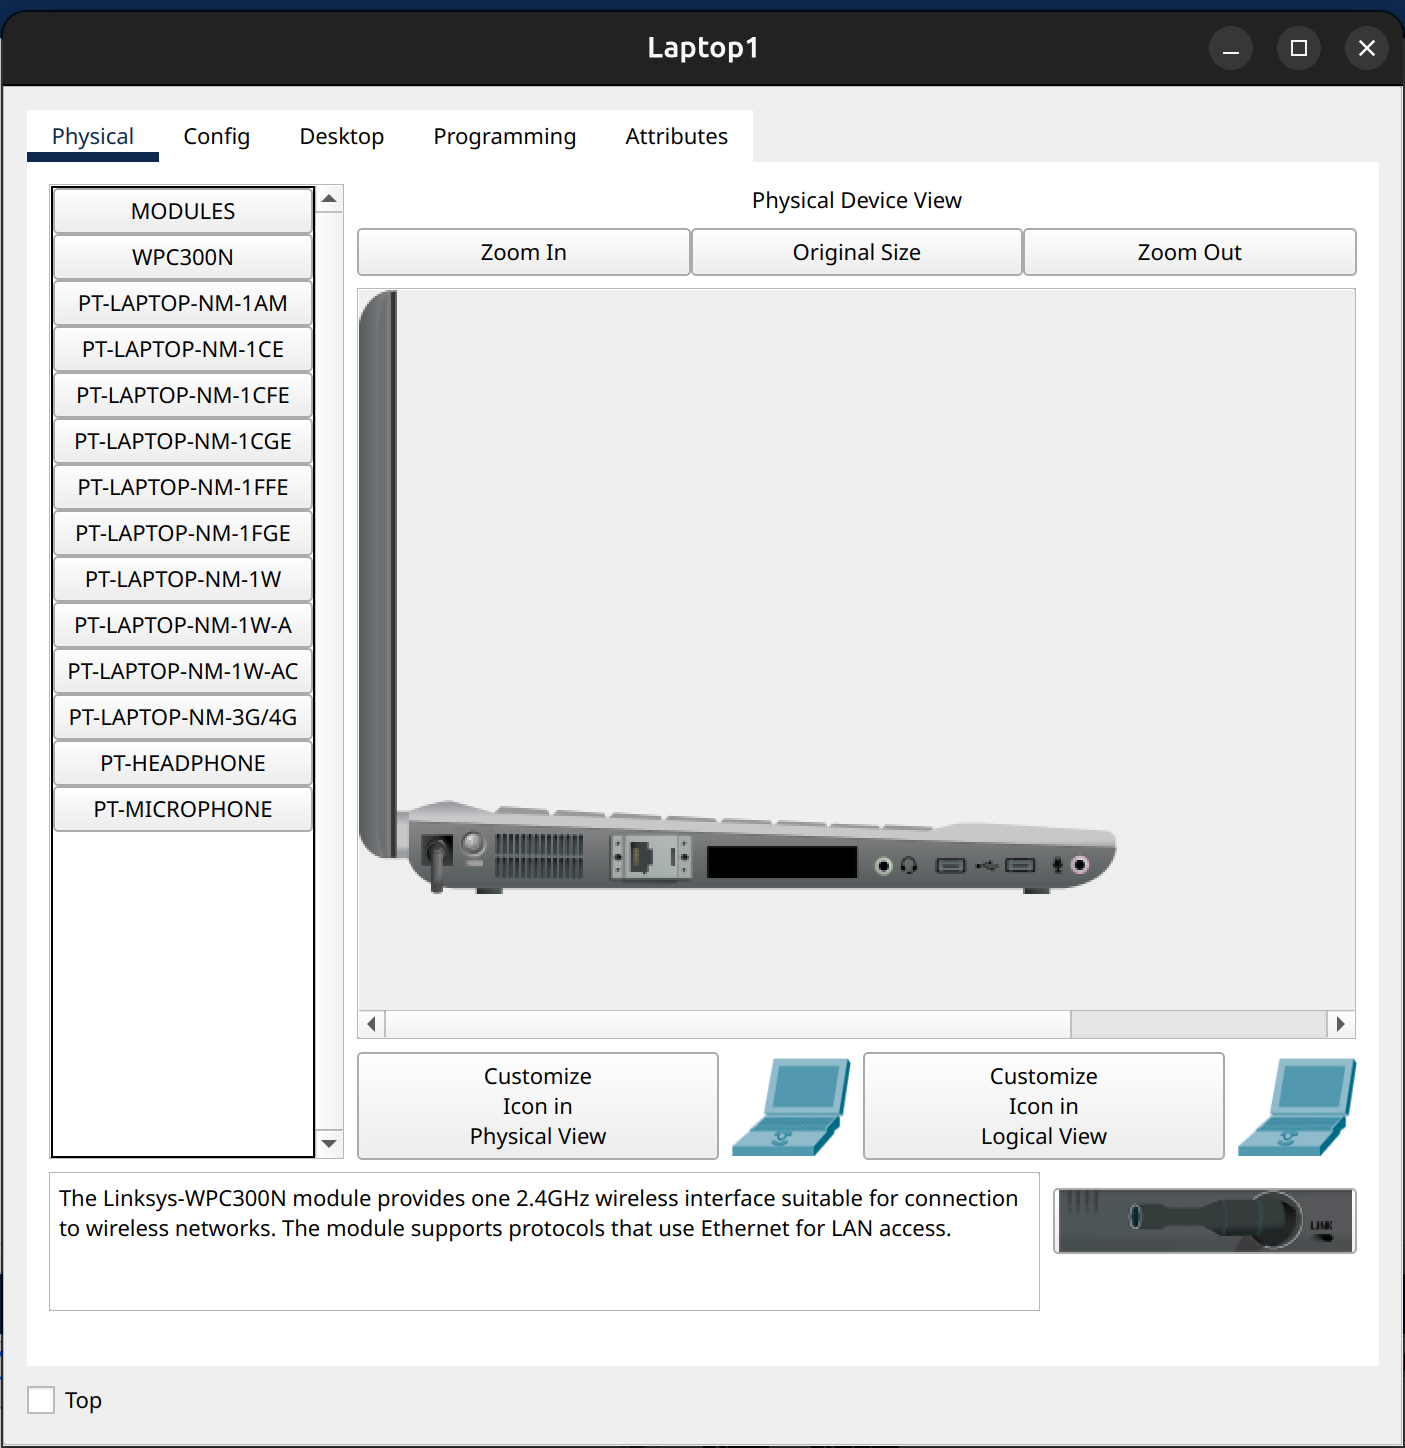 Laptop1
Physical
Config
Desktop
Programming
Attributes
MODULES
WPC300N
PT-LAPTOP-NM-1AM
PT-LAPTOP-NM-1CE
PT-LAPTOP-NM-1CFE
PT-LAPTOP-NM-1CGE
PT-LAPTOP-NM-1FFE
PT-LAPTOP-NM-1FGE
PT-LAPTOP-NM-1W
PT-LAPTOP-NM-1W-A
PT-LAPTOP-NM-1W-AC
PT-LAPTOP-NM-3G/4G
PT-HEADPHONE
PT-MICROPHONE
Physical Device View
Zoom In
Original Size
Zoom Out
Customize
Icon in
Physical View
Customize
Icon in
Logical View
The Linksys-WPC300N module provides one 2.4GHz wireless interface suitable for connection
to wireless networks. The module supports protocols that use Ethernet for LAN access.
LINK
Top